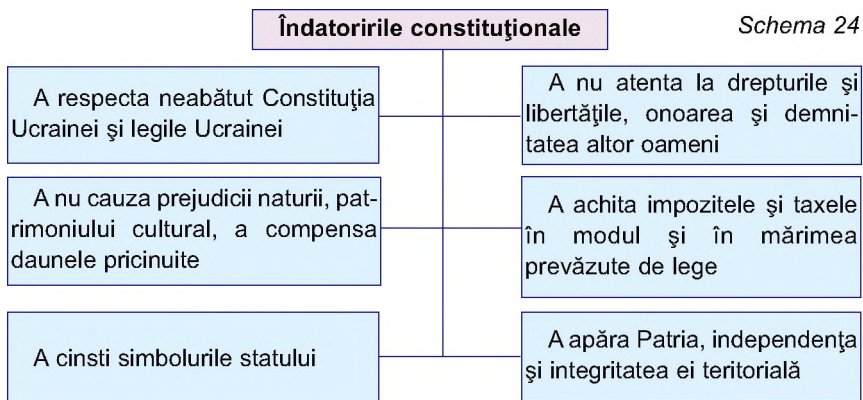 Îndatoririle constituţionale
Schema 24
A respecta neabătut Constituţia
Ucrainei şi legile Ucrainei
A nu atenta la drepturile şi
libertăţile, onoarea şi demni-
tatea altor oameni
A nu cauza prejudicii naturii, pat-
rimoniului cultural, a compensa
daunele pricinuite
A achita impozitele şi taxele
în modul şi în mărimea
prevăzute de lege
A cinsti simbolurile statului
A apăra Patria, independenţa
şi integritatea ei teritorială